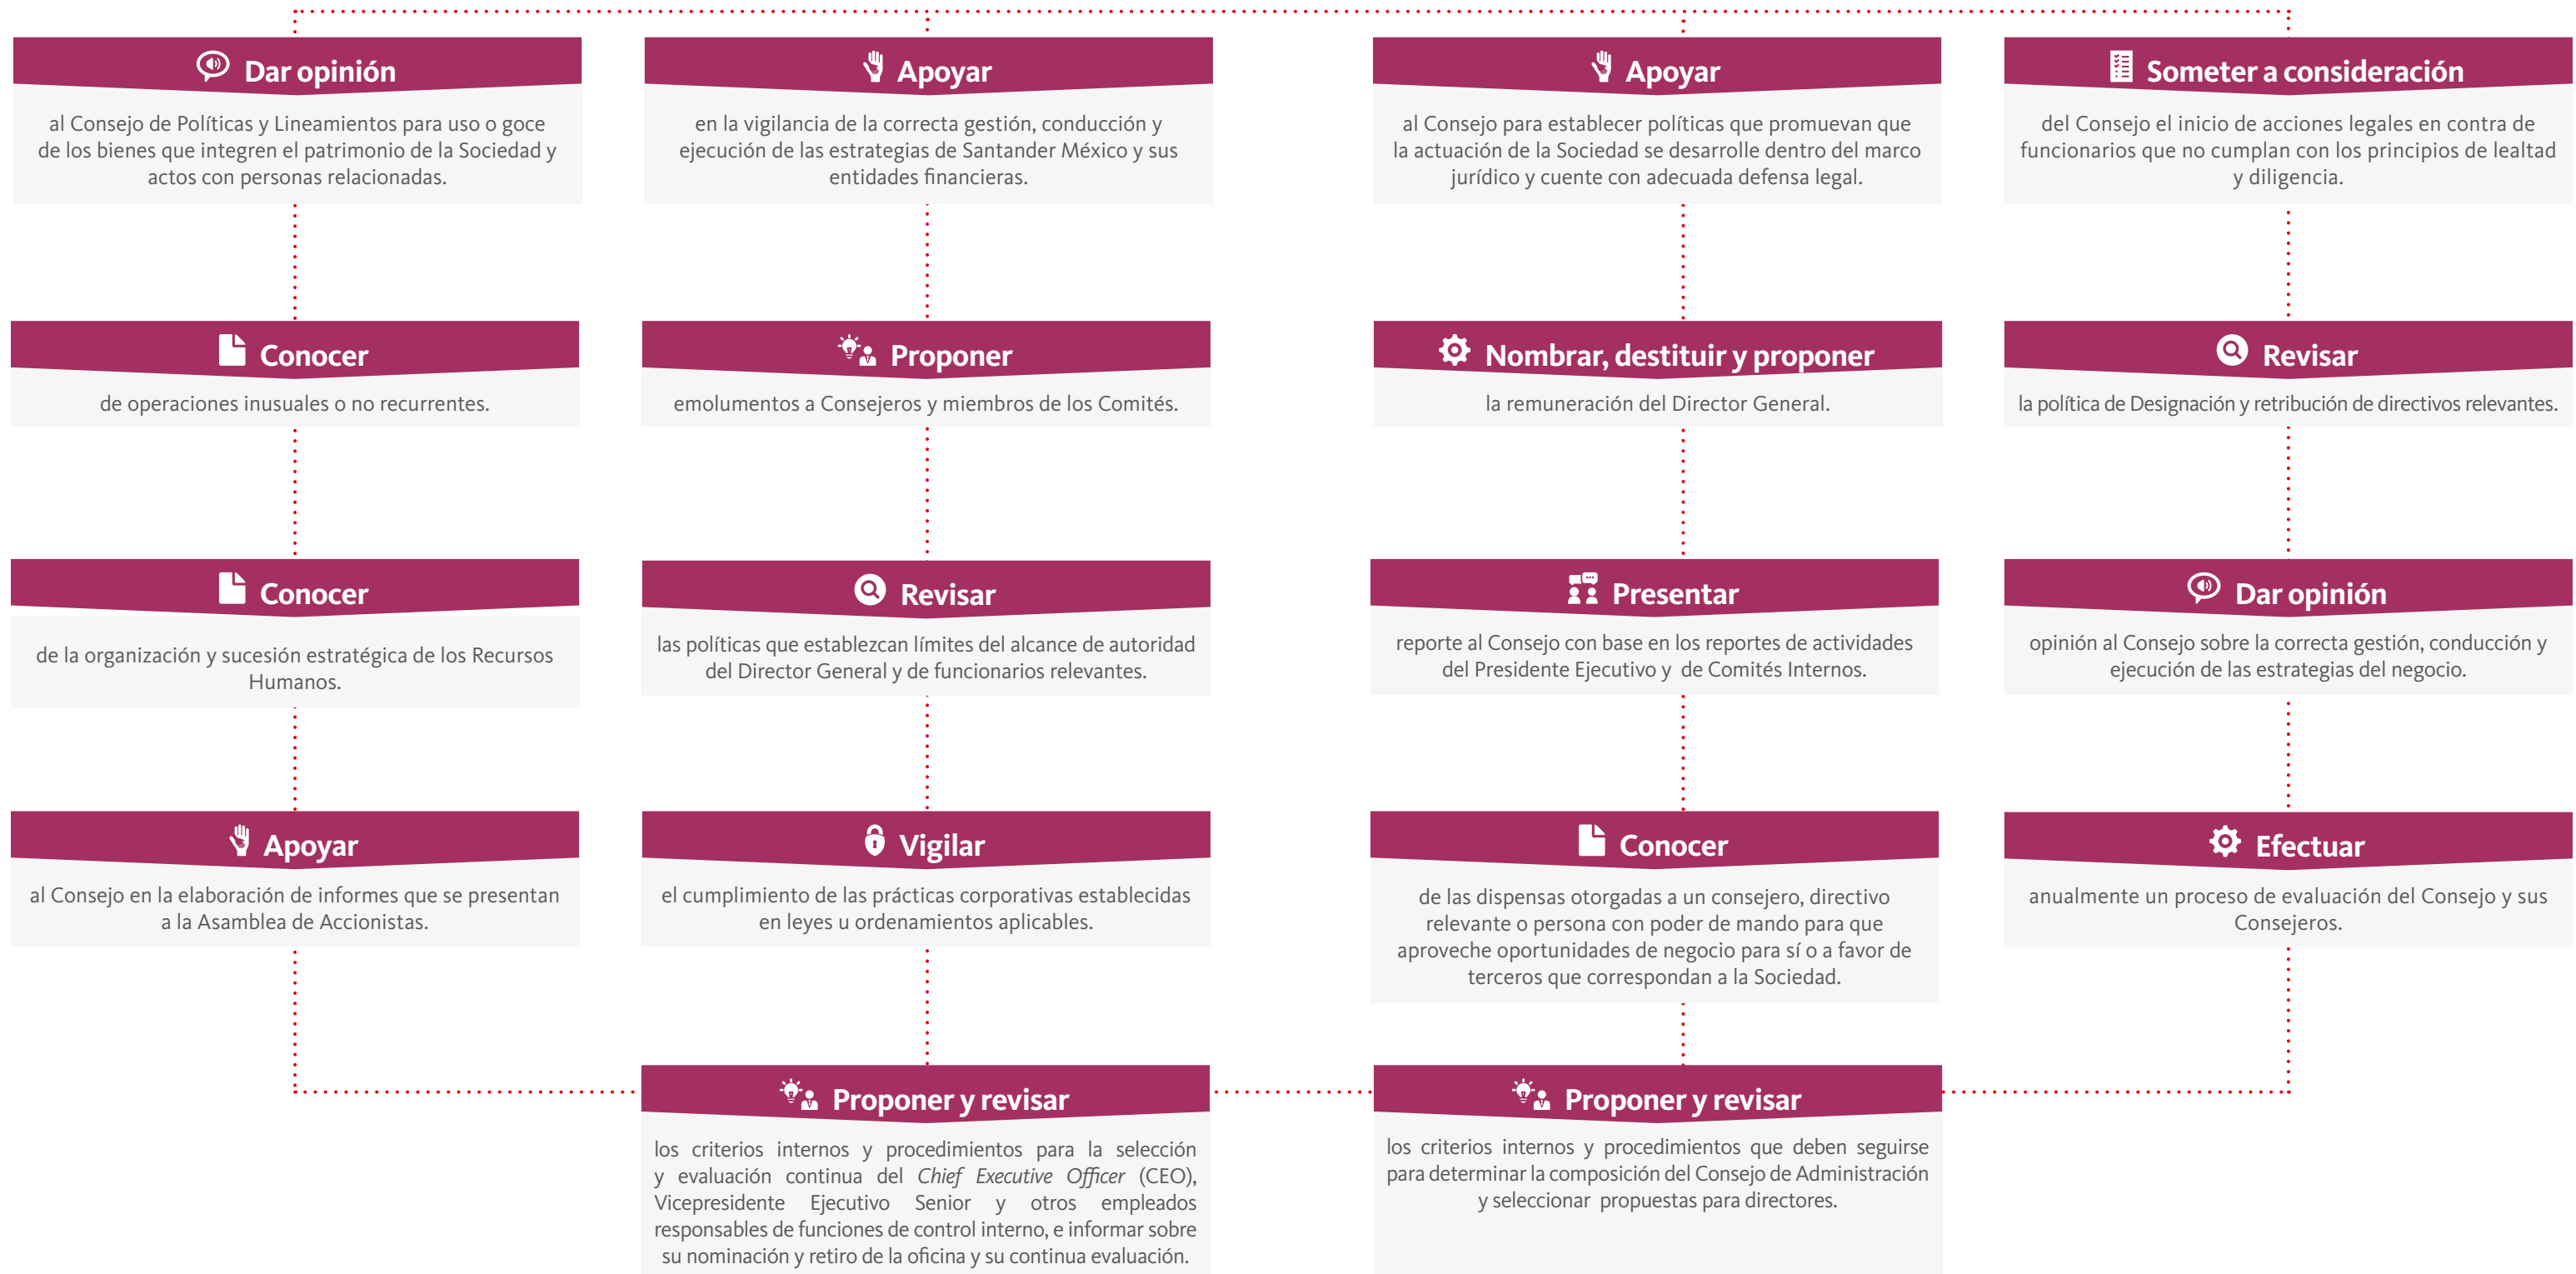 Dar opinión
al Consejo de Políticas y Lineamientos para uso o goce
de los bienes que integren el patrimonio de la Sociedad y
actos con personas relacionadas.
Apoyar
en la vigilancia de la correcta gestión, conducción y
ejecución de las estrategias de Santander México y sus
entidades financieras.
Apoyar
al Consejo para establecer políticas que promuevan que
la actuación de la Sociedad se desarrolle dentro del marco
jurídico y cuente con adecuada defensa legal.
Someter a consideración
del Consejo el inicio de acciones legales en contra de
funcionarios que no cumplan con los principios de lealtad
y diligencia.
Conocer
de operaciones inusuales o no recurrentes.
Proponer
emolumentos a Consejeros y miembros de los Comités.
Nombrar, destituir y proponer
la remuneración del Director General.
Revisar
la política de Designación y retribución de directivos relevantes.
Conocer
de la organización y sucesión estratégica de los Recursos
Humanos.
Revisar
las políticas que establezcan límites del alcance de autoridad
del Director General y de funcionarios relevantes.
Presentar
reporte al Consejo con base en los reportes de actividades
del Presidente Ejecutivo y de Comités Internos.
Dar opinión
opinión al Consejo sobre la correcta gestión, conducción y
ejecución de las estrategias del negocio.
Apoyar
al Consejo en la elaboración de informes que se presentan
a la Asamblea de Accionistas.
Vigilar
el cumplimiento de las prácticas corporativas establecidas
en leyes u ordenamientos aplicables.
Conocer
de las dispensas otorgadas a un consejero, directivo
relevante o persona con poder de mando para que
aproveche oportunidades de negocio para sí o a favor de
terceros que correspondan a la Sociedad.
Efectuar
anualmente un proceso de evaluación del Consejo y sus
Consejeros.
Proponer y revisar
los criterios internos y procedimientos para la selección
y evaluación continua del Chief Executive Officer (CEO),
Vicepresidente Ejecutivo Senior y otros empleados
responsables de funciones de control interno, e informar sobre
su nominación y retiro de la oficina y su continua evaluación.
Proponer y revisar
los criterios internos y procedimientos que deben seguirse
para determinar la composición del Consejo de Administración
y seleccionar propuestas para directores.